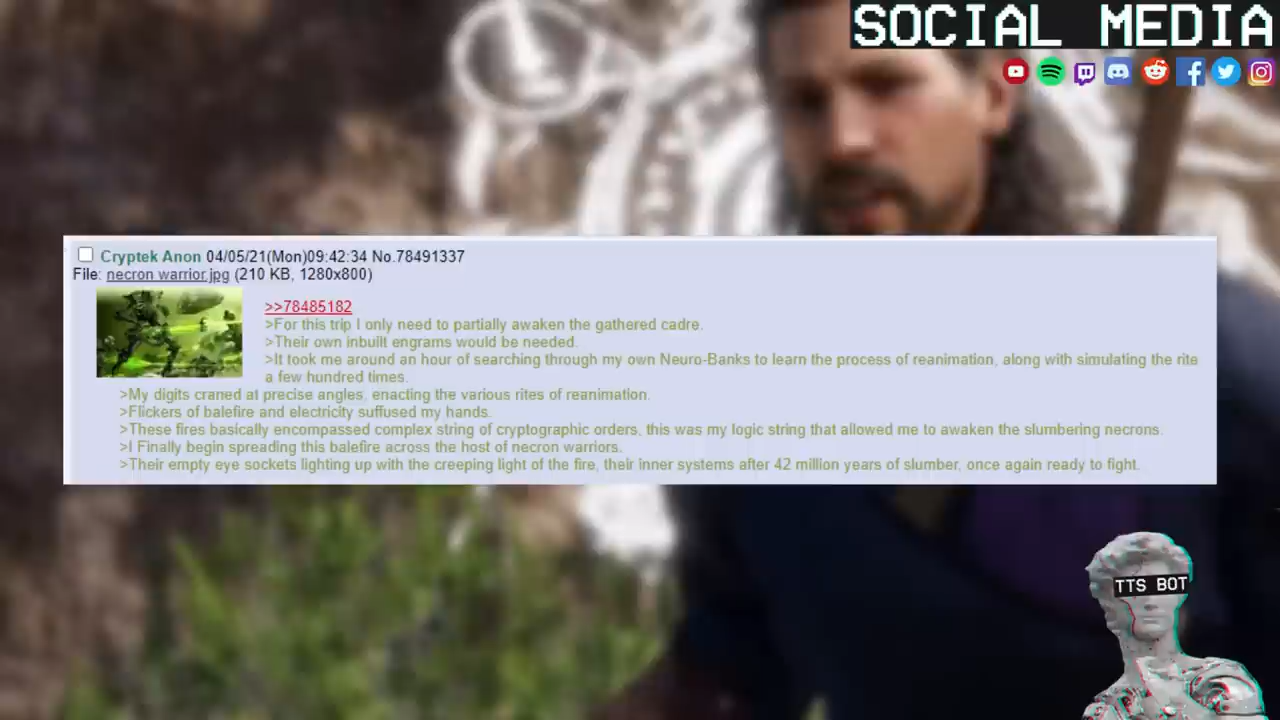 SOCIAL MEDIA
Cryptek Anon 04/05/21(Mon)09:42:34 No.78491337
File: necron warrior.jpg (210 KB, 1280x800)
>>78485182
>For this trip I only need to partially awaken the gathered cadre.
>Their own inbuilt engrams would be needed.
>It took me around an hour of searching through my own Neuro-Banks to learn the process of reanimation, along with simulating the rite
a few hundred times.
>My digits craned at precise angles, enacting the various rites of reanimation.
>Flickers of balefire and electricity suffused my hands.
>These fires basically encompassed complex string of cryptographic orders, this was my logic string that allowed me to awaken the slumbering necrons.
>I Finally begin spreading this balefire across the host of necron warriors.
>Their empty eye sockets lighting up with the creeping light of the fire, their inner systems after 42 million years of slumber, once again ready to fight.
TTS BOT